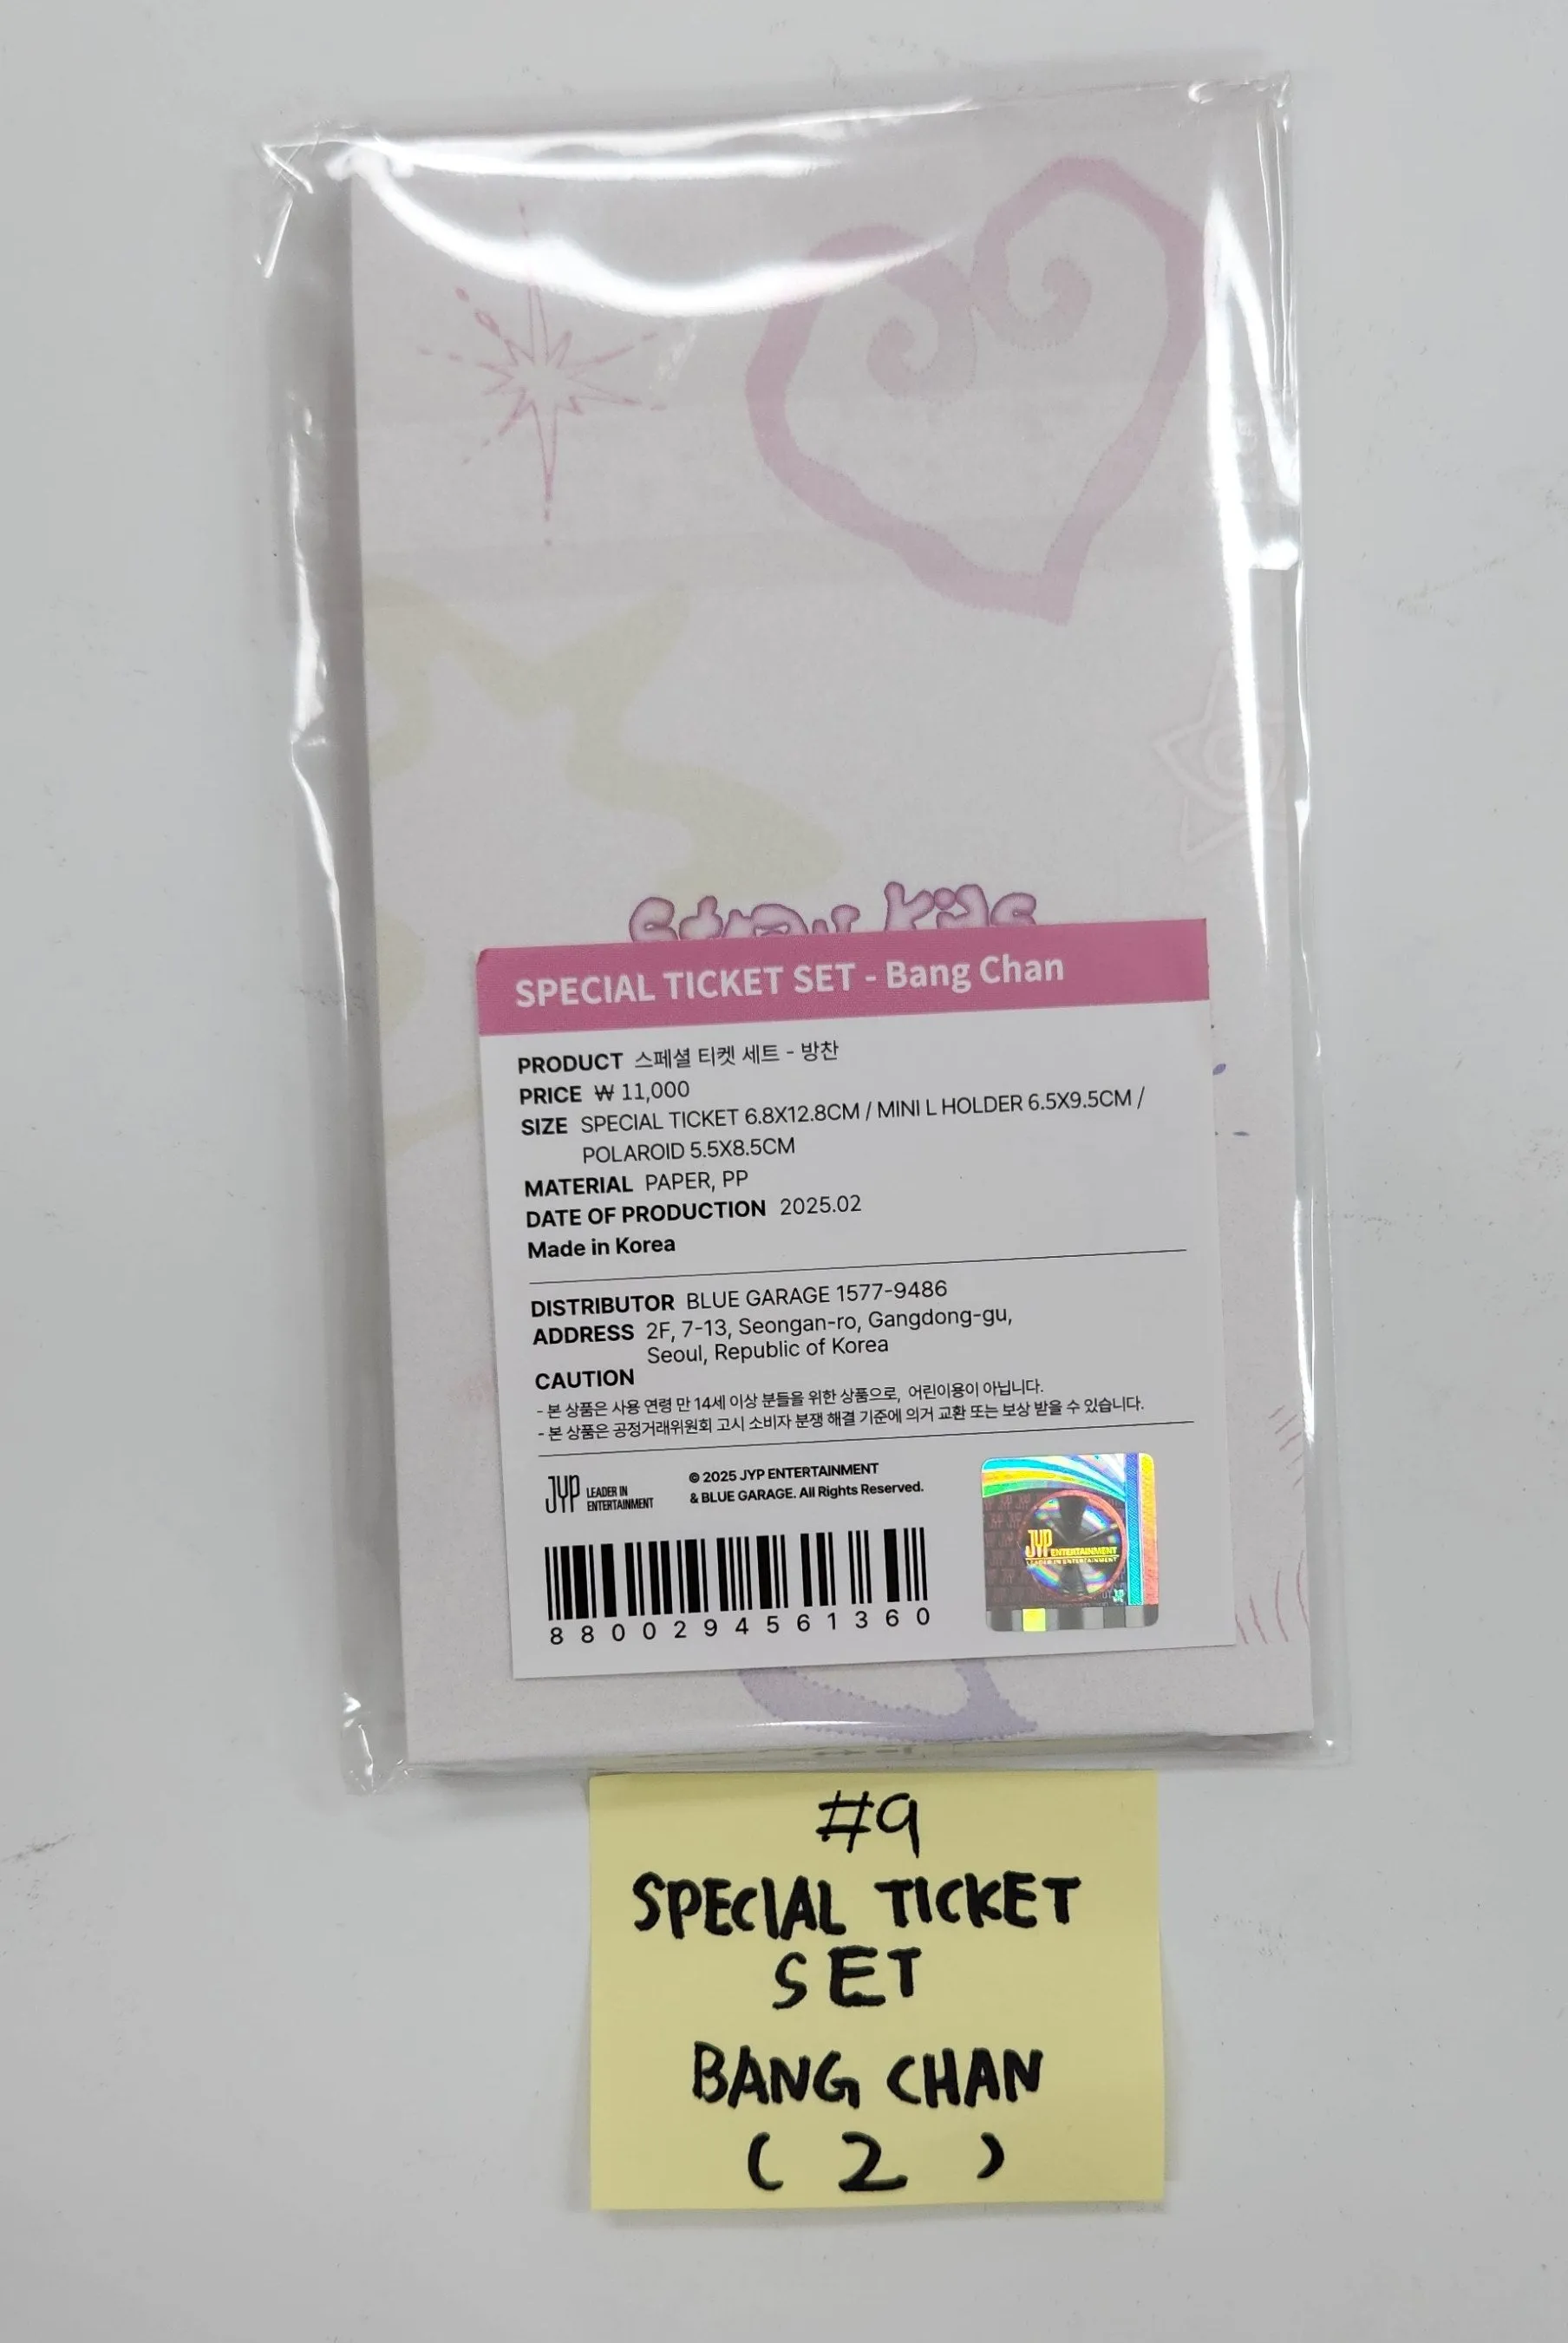 Stray Kids
SPECIAL TICKET SET - Bang Chan
PRODUCT 스페셜 티켓 세트 - 방찬
PRICE ₩ 11,000
SIZE SPECIAL TICKET 6.8X12.8CM / MINI L HOLDER 6.5X9.5CM /
POLAROID 5.5X8.5CM
MATERIAL PAPER, PP
DATE OF PRODUCTION 2025.02
Made in Korea
DISTRIBUTOR BLUE GARAGE 1577-9486
ADDRESS 2F, 7-13, Seongan-ro, Gangdong-gu,
Seoul, Republic of Korea
CAUTION
- 본 상품은 사용 연령 만 14세 이상 분들을 위한 상품으로, 어린이용이 아닙니다.
- 본 상품은 공정거래위원회 고시 소비자 분쟁 해결 기준에 의거 교환 또는 보상 받을 수 있습니다.
JYP LEADER IN
ENTERTAINMENT
© 2025 JYP ENTERTAINMENT
& BLUE GARAGE. All Rights Reserved.
JYP ENTERTAINMENT
LEADER IN ENTERTAINMENT
8800294561360
#9
SPECIAL TICKET
SET
BANG CHAN
( 2 )